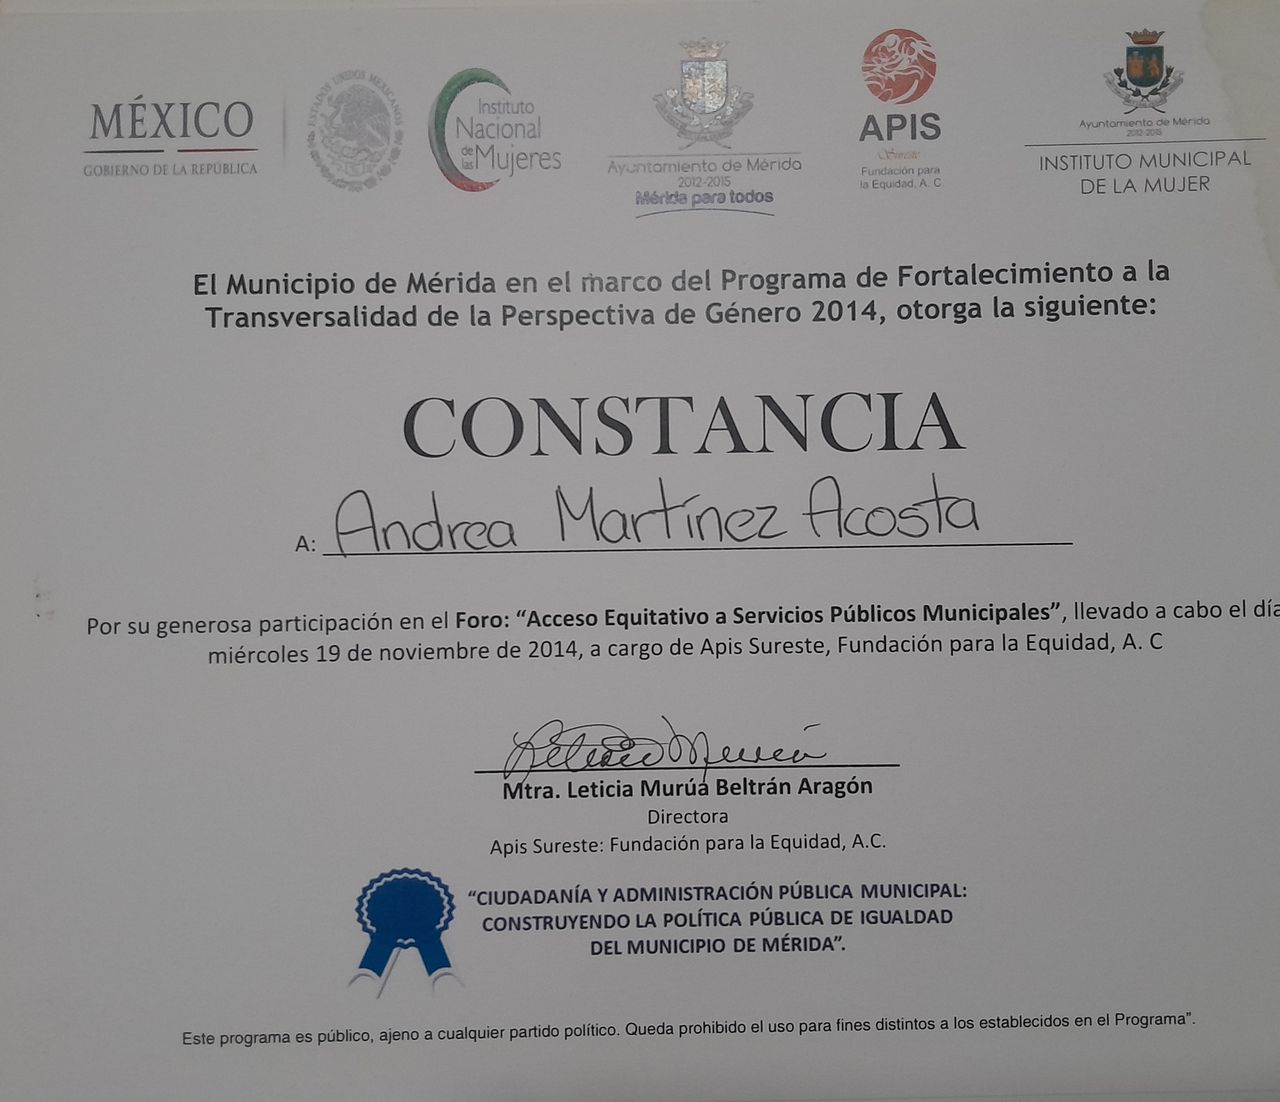 MÉXICO
GOBIERNO DE LA REPÚBLICA
ESTADOS UNIDOS MEXICANOS
Instituto
Nacional
de las
Mujeres
Ayuntamiento de Mérida
2012-2015
Mérida para todos
APIS
Sureste
Fundación para
la Equidad, A. C.
Ayuntamiento de Mérida
2012-2015
INSTITUTO MUNICIPAL
DE LA MUJER
El Municipio de Mérida en el marco del Programa de Fortalecimiento a la
Transversalidad de la Perspectiva de Género 2014, otorga la siguiente:
CONSTANCIA
A: Andrea Martínez Acosta
Por su generosa participación en el Foro: “Acceso Equitativo a Servicios Públicos Municipales”, llevado a cabo el día
miércoles 19 de noviembre de 2014, a cargo de Apis Sureste, Fundación para la Equidad, A. C
Mtra. Leticia Murúa Beltrán Aragón
Directora
Apis Sureste: Fundación para la Equidad, A.C.
“CIUDADANÍA Y ADMINISTRACIÓN PÚBLICA MUNICIPAL:
CONSTRUYENDO LA POLÍTICA PÚBLICA DE IGUALDAD
DEL MUNICIPIO DE MÉRIDA”.
Este programa es público, ajeno a cualquier partido político. Queda prohibido el uso para fines distintos a los establecidos en el Programa”.